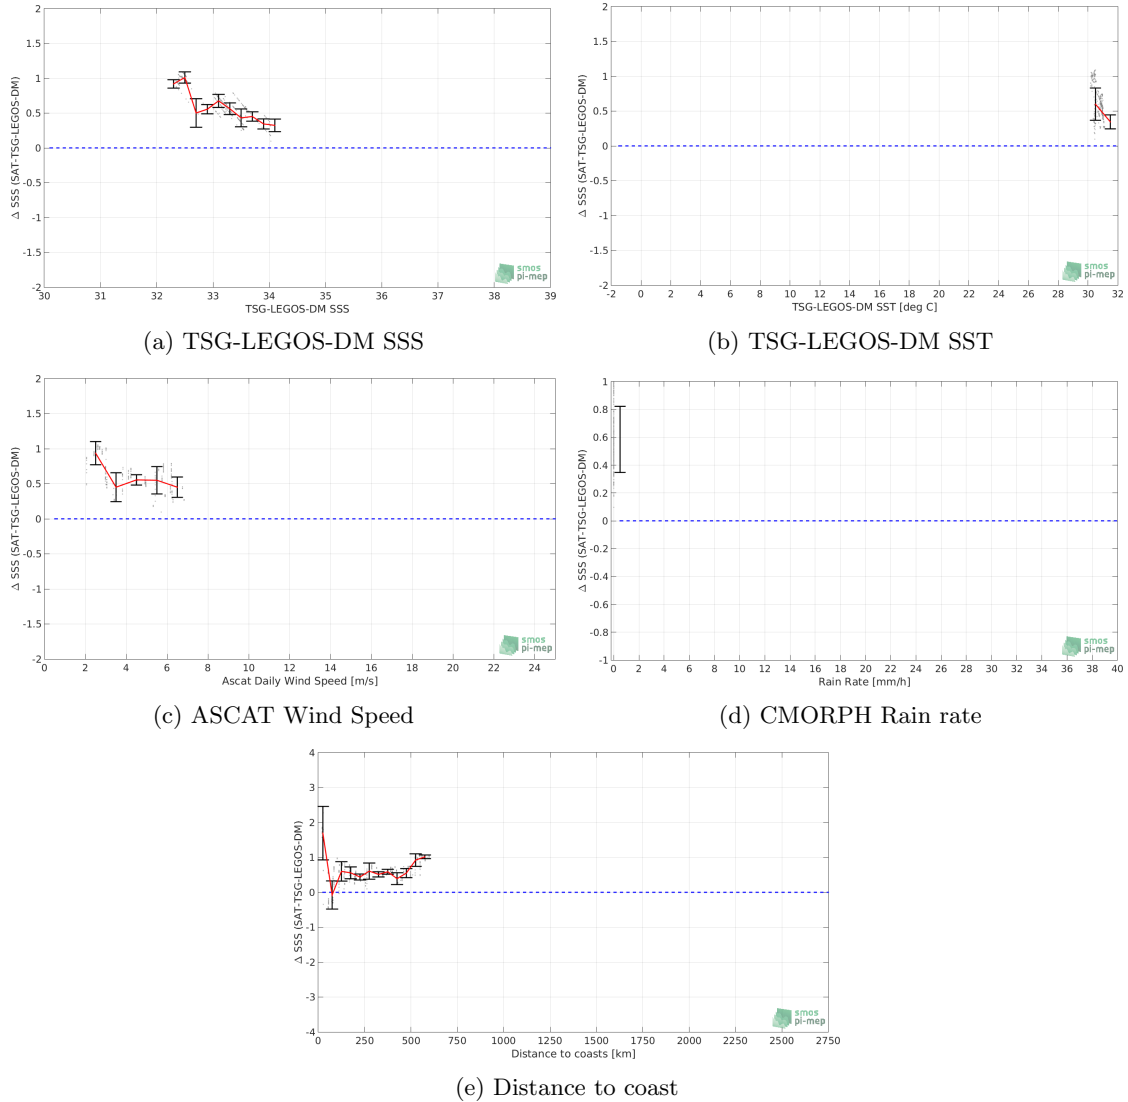 2
1.5
1
0.5
0
-0.5
-1
-1.5
-2
Δ SSS (SAT-TSG-LEGOS-DM)
30 31 32 33 34 35 36 37 38 39
TSG-LEGOS-DM SSS
smos
pi-mep
(a) TSG-LEGOS-DM SSS
2
1.5
1
0.5
0
-0.5
-1
-1.5
-2
Δ SSS (SAT-TSG-LEGOS-DM)
-2 0 2 4 6 8 10 12 14 16 18 20 22 24 26 28 30 32
TSG-LEGOS-DM SST [deg C]
smos
pi-mep
(b) TSG-LEGOS-DM SST
2
1.5
1
0.5
0
-0.5
-1
-1.5
-2
Δ SSS (SAT-TSG-LEGOS-DM)
0 2 4 6 8 10 12 14 16 18 20 22 24
Ascat Daily Wind Speed [m/s]
smos
pi-mep
(c) ASCAT Wind Speed
1
0.8
0.6
0.4
0.2
0
-0.2
-0.4
-0.6
-0.8
-1
Δ SSS (SAT-TSG-LEGOS-DM)
0 2 4 6 8 10 12 14 16 18 20 22 24 26 28 30 32 34 36 38 40
Rain Rate [mm/h]
smos
pi-mep
(d) CMORPH Rain rate
4
3
2
1
0
-1
-2
-3
-4
Δ SSS (SAT-TSG-LEGOS-DM)
0 250 500 750 1000 1250 1500 1750 2000 2250 2500 2750
Distance to coasts [km]
smos
pi-mep
(e) Distance to coast